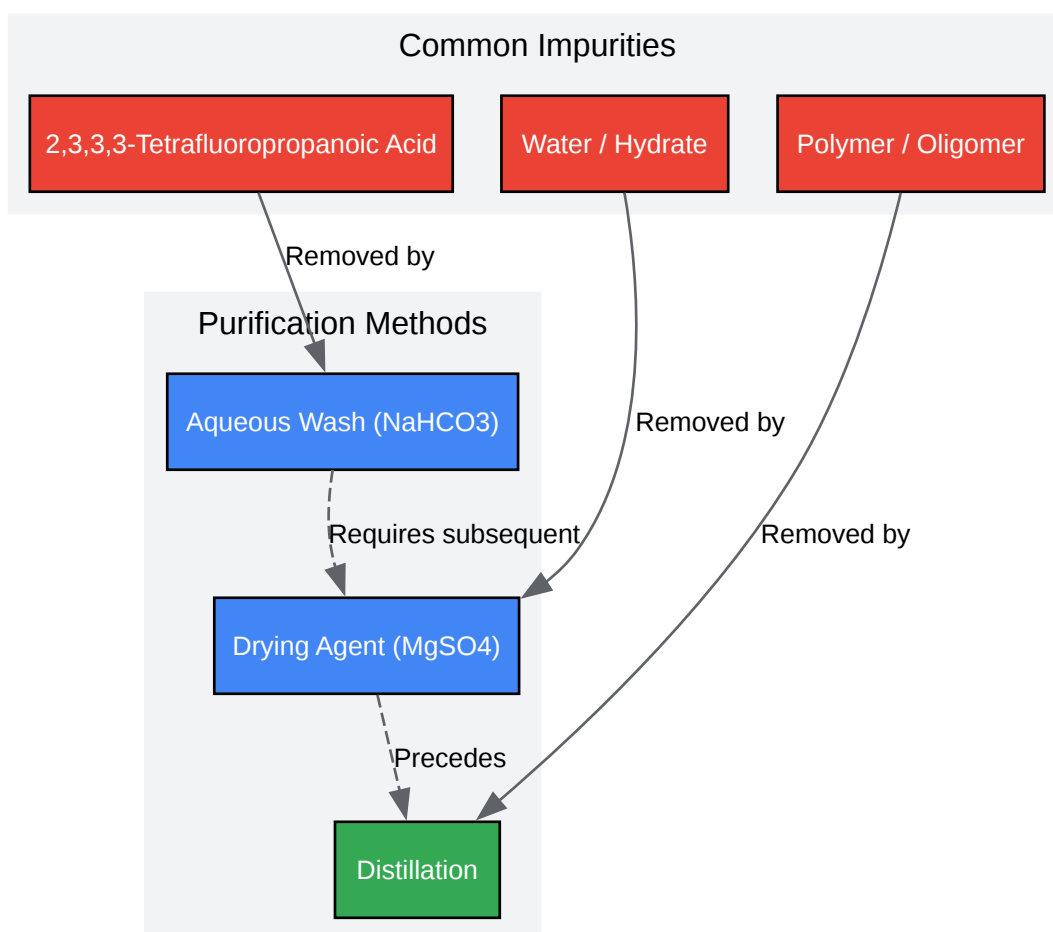 Common Impurities
2,3,3,3-Tetrafluoropropanoic Acid
Water / Hydrate
Polymer / Oligomer
Removed by
Purification Methods
Aqueous Wash (NaHCO3)
Removed by
Requires subsequent
Removed by
Drying Agent (MgSO4)
Precedes
Distillation